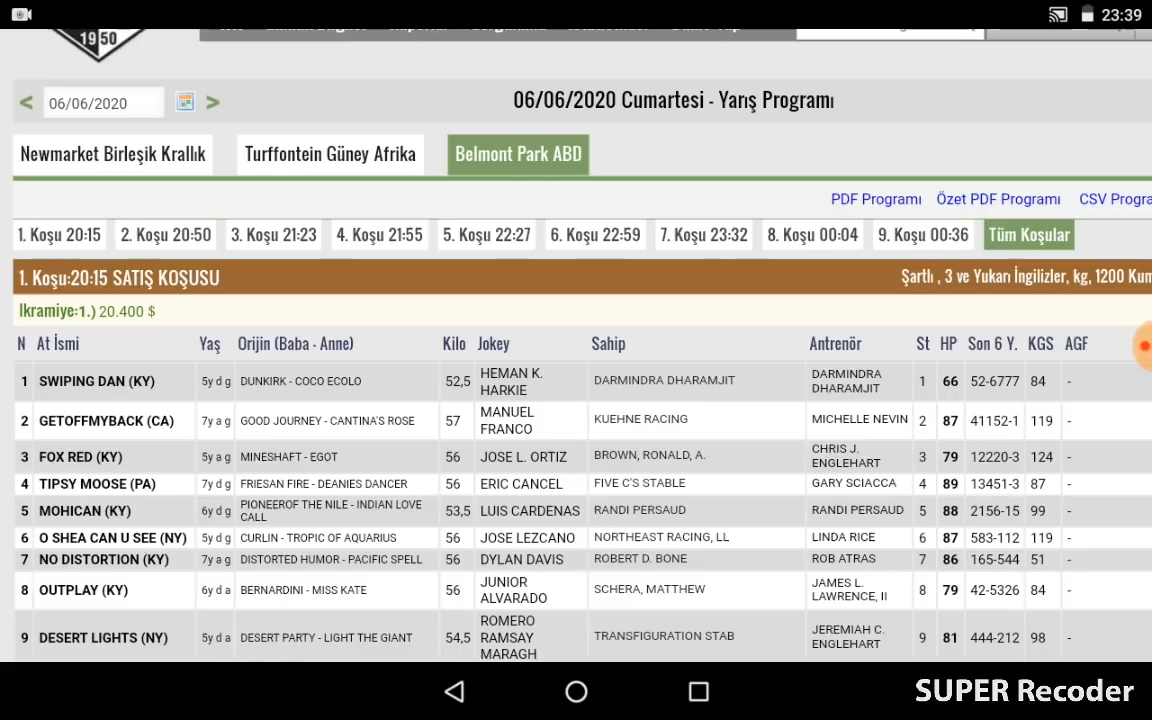 23:39
1950
< 06/06/2020 > 06/06/2020 Cumartesi - Yarış Programı
Newmarket Birleşik Krallık Turffontein Güney Afrika Belmont Park ABD
PDF Programı Özet PDF Programı CSV Progra
1. Koşu 20:15 2. Koşu 20:50 3. Koşu 21:23 4. Koşu 21:55 5. Koşu 22:27 6. Koşu 22:59 7. Koşu 23:32 8. Koşu 00:04 9. Koşu 00:36 Tüm Koşular
1. Koşu:20:15 SATIŞ KOŞUSU Şartlı , 3 ve Yukarı İngilizler, kg, 1200 Kum
Ikramiye:1.) 20.400 $
N At İsmi Yaş Orijin (Baba - Anne) Kilo Jokey Sahip Antrenör St HP Son 6 Y. KGS AGF
1 SWIPING DAN (KY) 5y d g DUNKIRK - COCO ECOLO 52,5 HEMAN K. HARKIE DARMINDRA DHARAMJIT DARMINDRA DHARAMJIT 1 66 52-6777 84 -
2 GETOFFMYBACK (CA) 7y a g GOOD JOURNEY - CANTINA'S ROSE 57 MANUEL FRANCO KUEHNE RACING MICHELLE NEVIN 2 87 41152-1 119 -
3 FOX RED (KY) 5y a g MINESHAFT - EGOT 56 JOSE L. ORTIZ BROWN, RONALD, A. CHRIS J. ENGLEHART 3 79 12220-3 124 -
4 TIPSY MOOSE (PA) 7y d g FRIESAN FIRE - DEANIES DANCER 56 ERIC CANCEL FIVE C'S STABLE GARY SCIACCA 4 89 13451-3 87 -
5 MOHICAN (KY) 6y d g PIONEEROF THE NILE - INDIAN LOVE CALL 53,5 LUIS CARDENAS RANDI PERSAUD RANDI PERSAUD 5 88 2156-15 99 -
6 O SHEA CAN U SEE (NY) 5y d g CURLIN - TROPIC OF AQUARIUS 56 JOSE LEZCANO NORTHEAST RACING, LL LINDA RICE 6 87 583-112 119 -
7 NO DISTORTION (KY) 7y a g DISTORTED HUMOR - PACIFIC SPELL 56 DYLAN DAVIS ROBERT D. BONE ROB ATRAS 7 86 165-544 51 -
8 OUTPLAY (KY) 6y d a BERNARDINI - MISS KATE 56 JUNIOR ALVARADO SCHERA, MATTHEW JAMES L. LAWRENCE, II 8 79 42-5326 84 -
9 DESERT LIGHTS (NY) 5y d a DESERT PARTY - LIGHT THE GIANT 54,5 ROMERO RAMSAY MARAGH TRANSFIGURATION STAB JEREMIAH C. ENGLEHART 9 81 444-212 98 -
SUPER Recoder